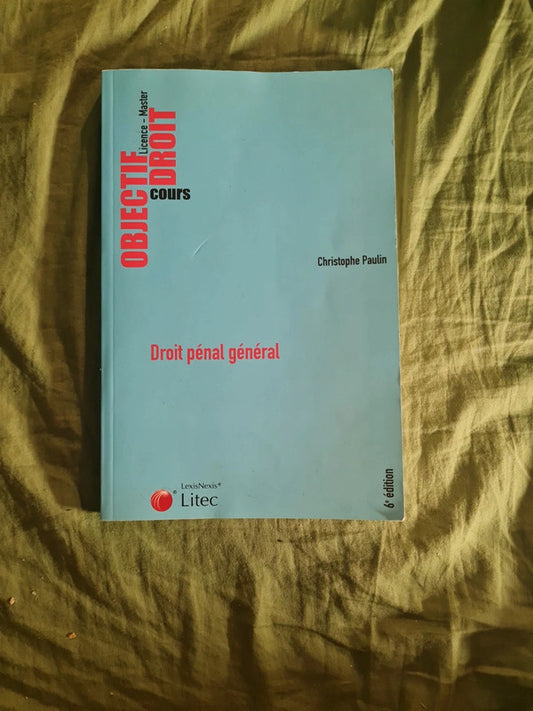 OBJECTIF
Licence - Master
DROIT
cours
Christophe Paulin
Droit pénal général
LexisNexis®
® Litec
6e édition